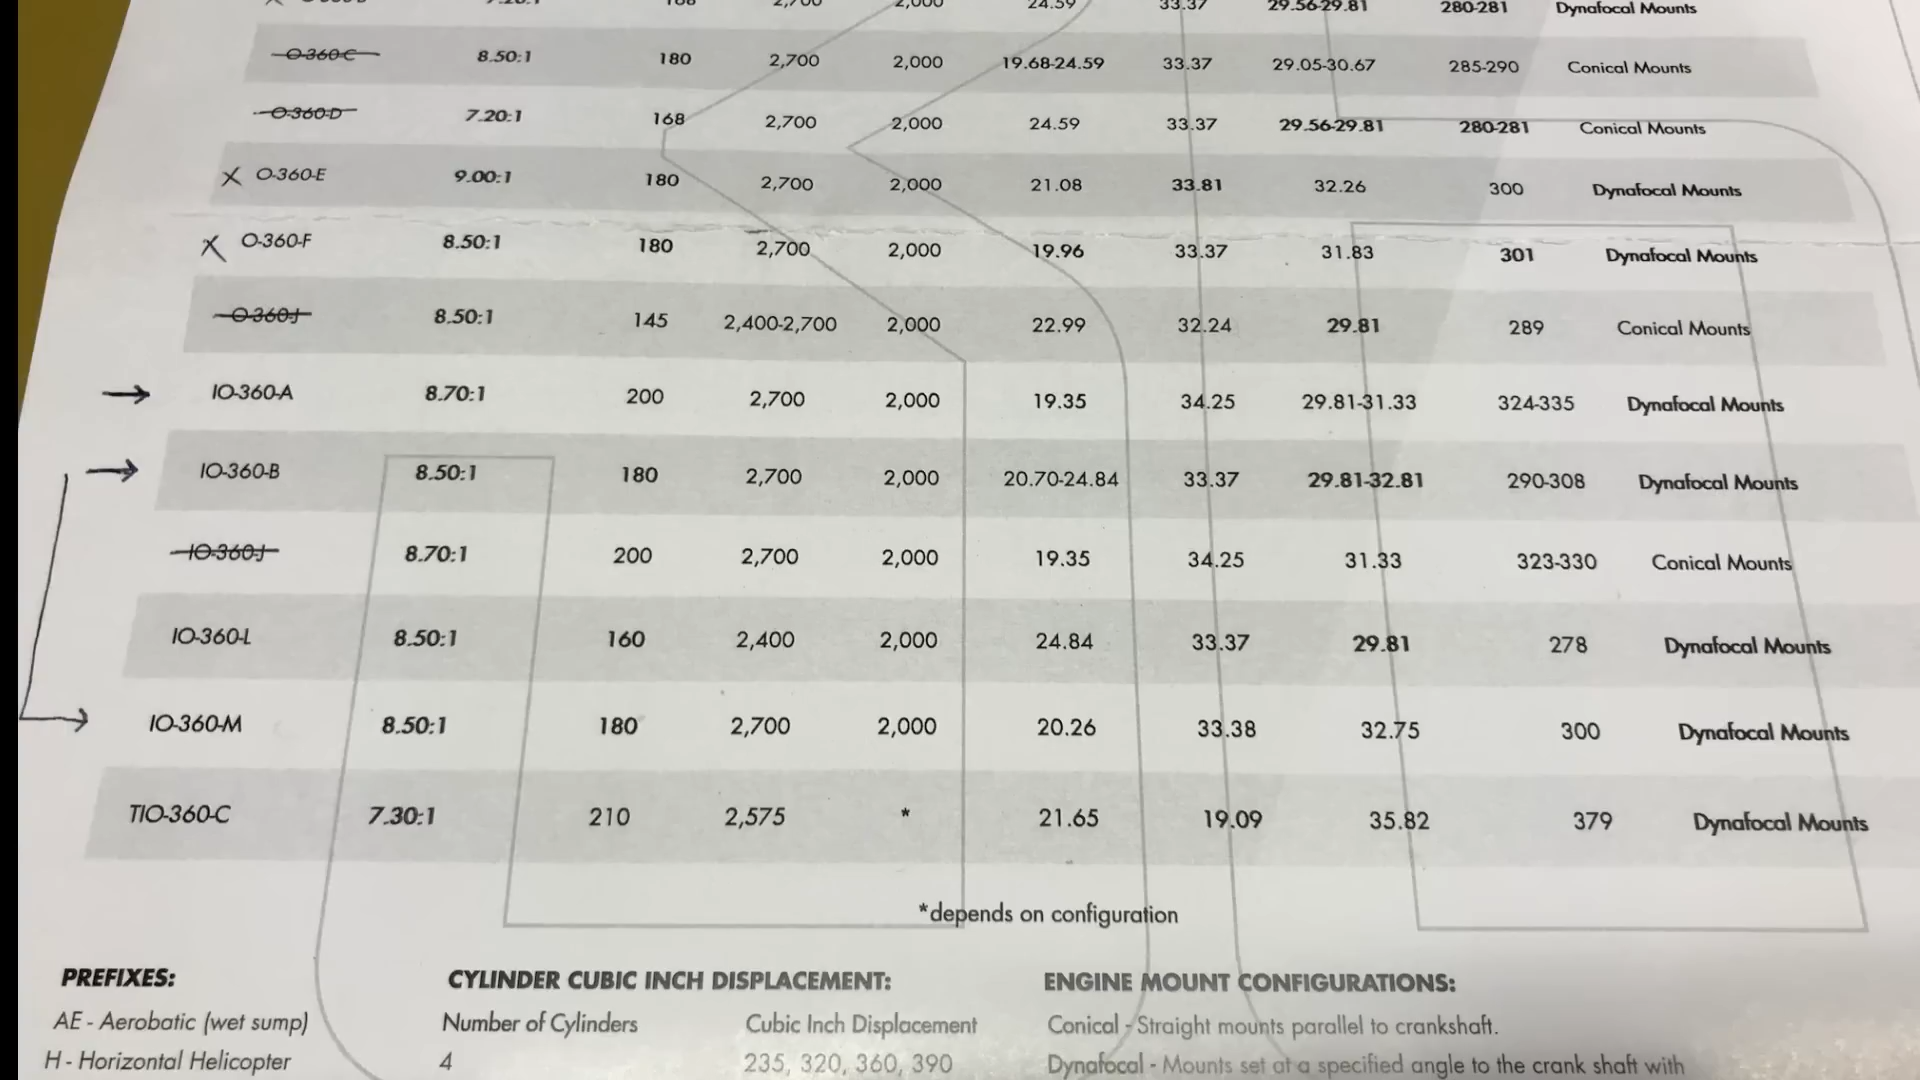 2,000 24.59 33.37 29.56-29.81 280-281 Dynafocal Mounts
O-360-C 8.50:1 180 2,700 2,000 19.68-24.59 33.37 29.05-30.67 285-290 Conical Mounts
O-360-D 7.20:1 168 2,700 2,000 24.59 33.37 29.56-29.81 280-281 Conical Mounts
X O-360-E 9.00:1 180 2,700 2,000 21.08 33.81 32.26 300 Dynafocal Mounts
X O-360-F 8.50:1 180 2,700 2,000 19.96 33.37 31.83 301 Dynafocal Mounts
O-360-J 8.50:1 145 2,400-2,700 2,000 22.99 32.24 29.81 289 Conical Mounts
→ IO-360-A 8.70:1 200 2,700 2,000 19.35 34.25 29.81-31.33 324-335 Dynafocal Mounts
→ IO-360-B 8.50:1 180 2,700 2,000 20.70-24.84 33.37 29.81-32.81 290-308 Dynafocal Mounts
IO-360-J 8.70:1 200 2,700 2,000 19.35 34.25 31.33 323-330 Conical Mounts
IO-360-L 8.50:1 160 2,400 2,000 24.84 33.37 29.81 278 Dynafocal Mounts
→ IO-360-M 8.50:1 180 2,700 2,000 20.26 33.38 32.75 300 Dynafocal Mounts
TIO-360-C 7.30:1 210 2,575 * 21.65 19.09 35.82 379 Dynafocal Mounts
*depends on configuration
PREFIXES:
AE - Aerobatic (wet sump)
H - Horizontal Helicopter
CYLINDER CUBIC INCH DISPLACEMENT:
Number of Cylinders Cubic Inch Displacement
4 235, 320, 360, 390
ENGINE MOUNT CONFIGURATIONS:
Conical - Straight mounts parallel to crankshaft.
Dynafocal - Mounts set at a specified angle to the crank shaft with